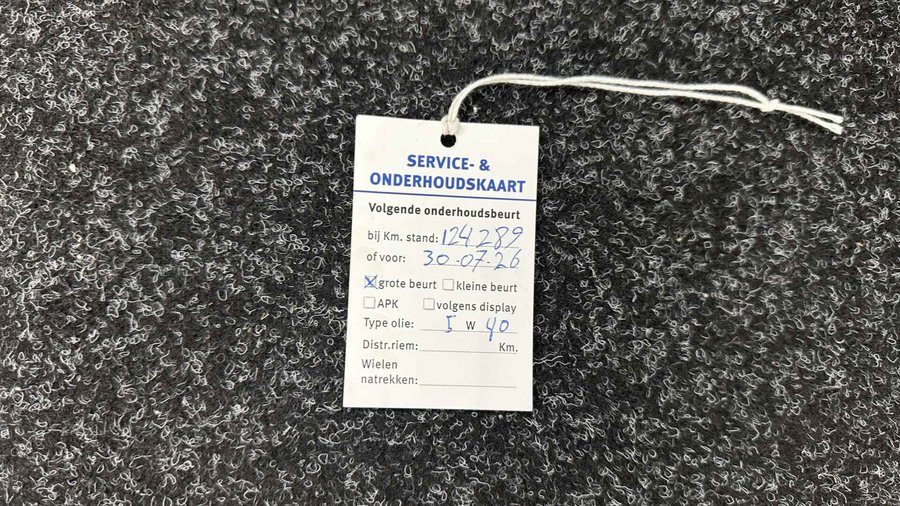 SERVICE- &
ONDERHOUDSKAART
Volgende onderhoudsbeurt
bij Km. stand: 124289
of voor: 30-07-26
☒ grote beurt ☐ kleine beurt
☐ APK ☐ volgens display
Type olie: 5 W 40
Distr.riem: Km.
Wielen
natrekken: